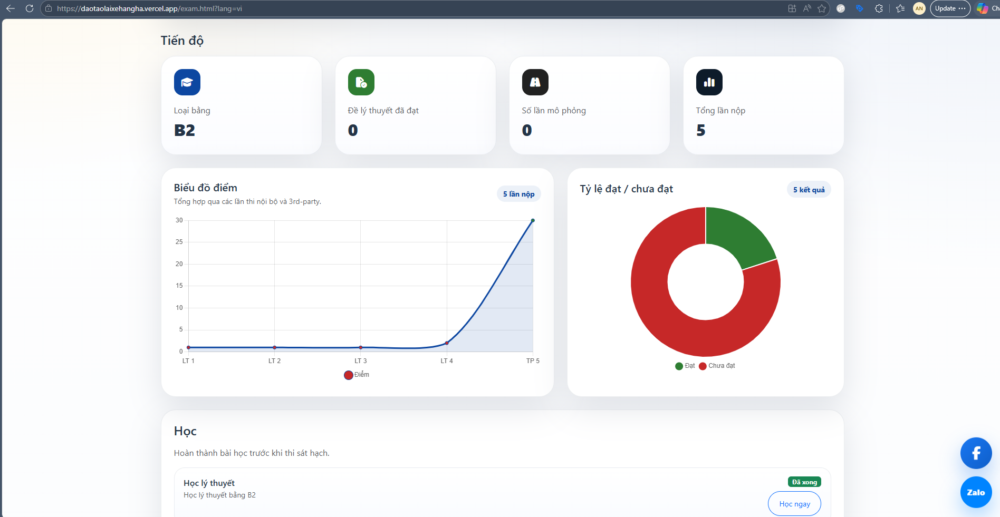 https://daotaolaixehangha.vercel.app/exam.html?lang=vi
AN
Update
Tiến độ
Loại bằng
B2
Đề lý thuyết đã đạt
0
Số lần mô phỏng
0
Tổng lần nộp
5
Biểu đồ điểm
Tổng hợp qua các lần thi nội bộ và 3rd-party.
5 lần nộp
30
25
20
15
10
5
0
LT 1 LT 2 LT 3 LT 4 TP 5
Điểm
Tỷ lệ đạt / chưa đạt
5 kết quả
Đạt Chưa đạt
Học
Hoàn thành bài học trước khi thi sát hạch.
Học lý thuyết
Học lý thuyết bằng B2
Đã xong
Học ngay
Zalo